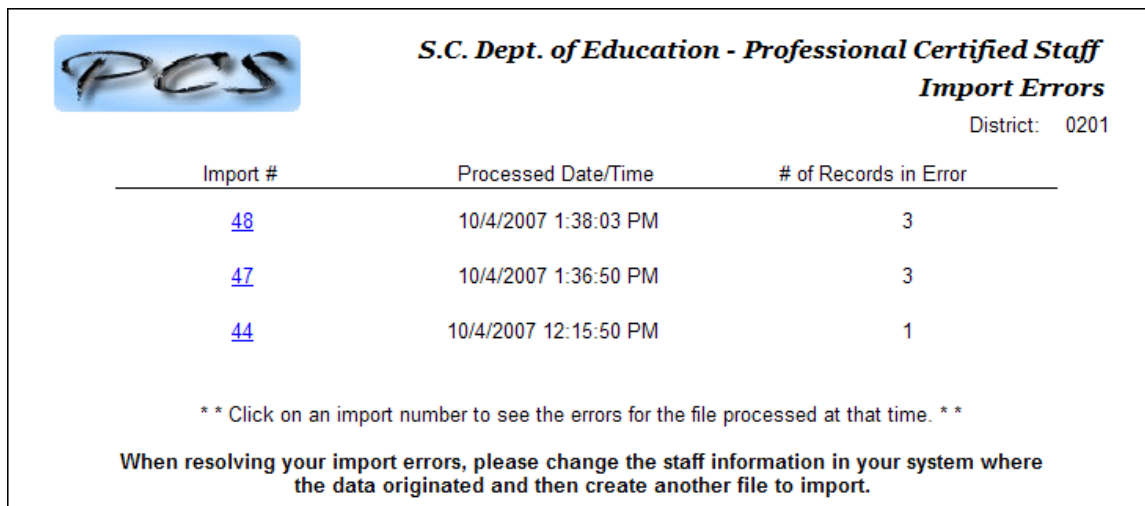 PCS
S.C. Dept. of Education - Professional Certified Staff
Import Errors
District: 0201
Import # Processed Date/Time # of Records in Error
48 10/4/2007 1:38:03 PM 3
47 10/4/2007 1:36:50 PM 3
44 10/4/2007 12:15:50 PM 1
* * Click on an import number to see the errors for the file processed at that time. * *
When resolving your import errors, please change the staff information in your system where
the data originated and then create another file to import.